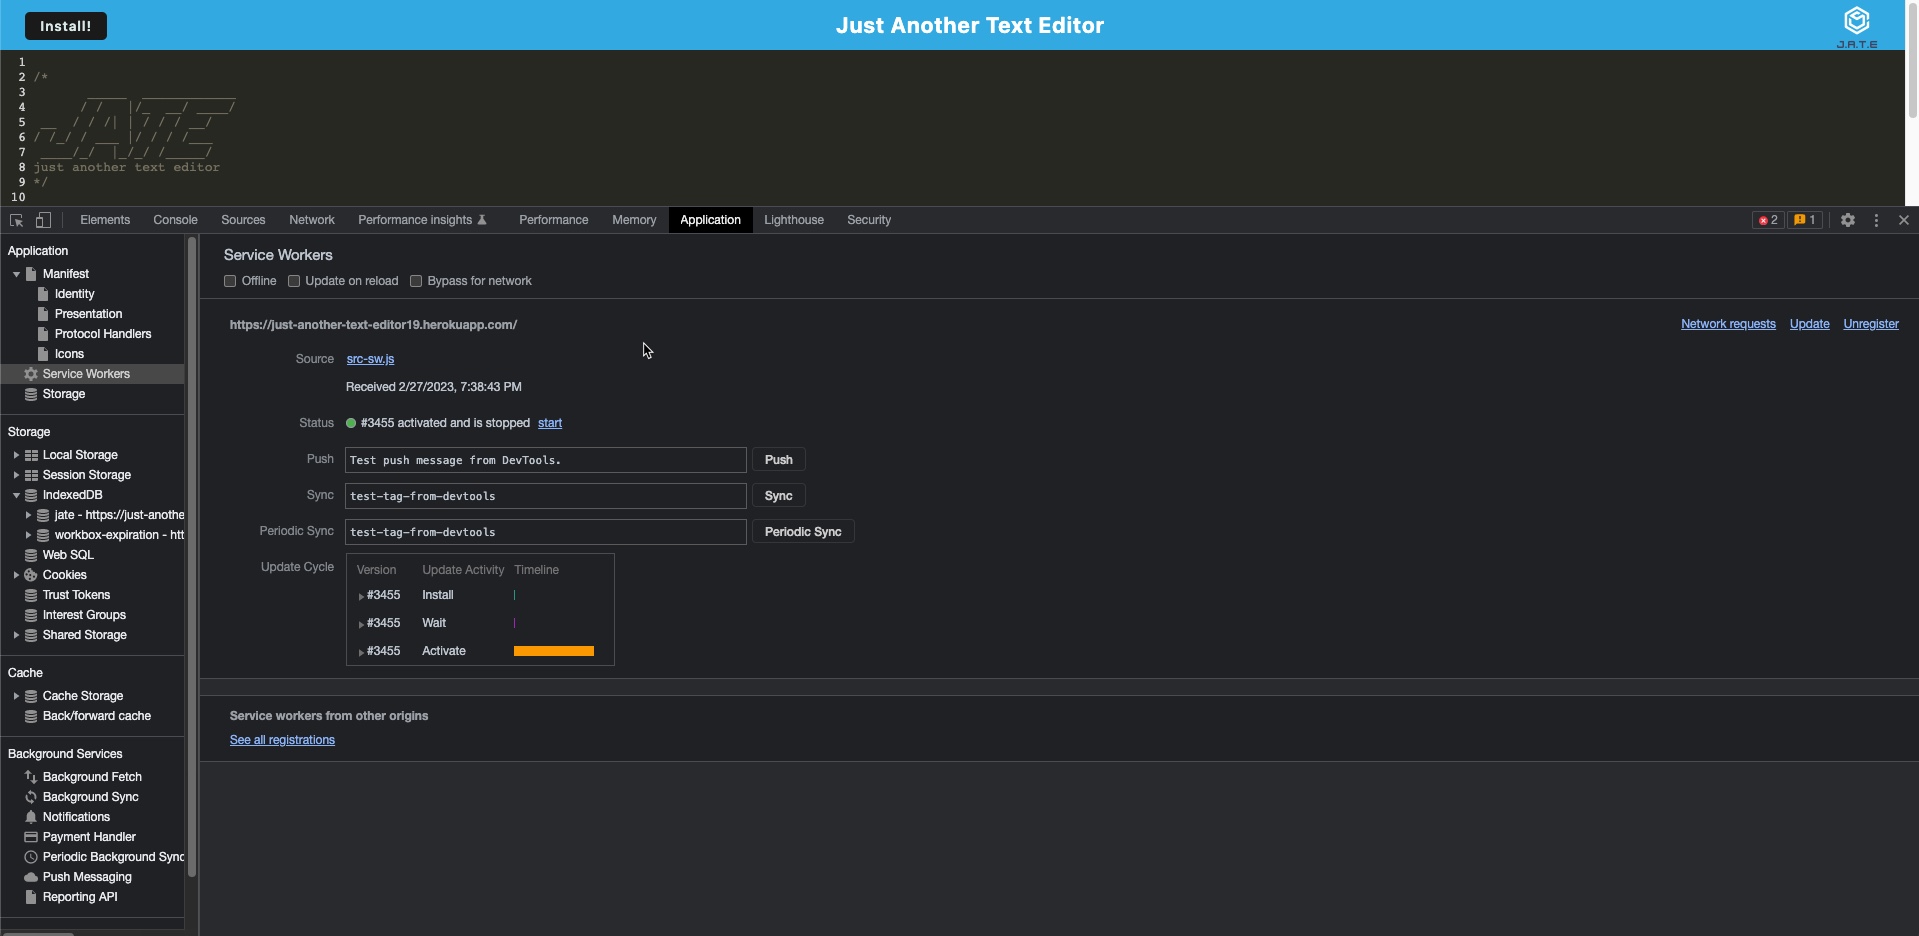 Install!
Just Another Text Editor
J.A.T.E
1
2 /*
3
4
5
6
7
8 just another text editor
9 */
10
Elements Console Sources Network Performance insights Performance Memory Application Lighthouse Security 2 1
Application
Manifest
Identity
Presentation
Protocol Handlers
Icons
Service Workers
Storage
Storage
Local Storage
Session Storage
IndexedDB
jate - https://just-anothe
workbox-expiration - htt
Web SQL
Cookies
Trust Tokens
Interest Groups
Shared Storage
Cache
Cache Storage
Back/forward cache
Background Services
Background Fetch
Background Sync
Notifications
Payment Handler
Periodic Background Sync
Push Messaging
Reporting API
Service Workers
Offline Update on reload Bypass for network
https://just-another-text-editor19.herokuapp.com/ Network requests Update Unregister
Source src-sw.js
Received 2/27/2023, 7:38:43 PM
Status #3455 activated and is stopped start
Push Test push message from DevTools. Push
Sync test-tag-from-devtools Sync
Periodic Sync test-tag-from-devtools Periodic Sync
Update Cycle Version Update Activity Timeline
#3455 Install
#3455 Wait
#3455 Activate
Service workers from other origins
See all registrations